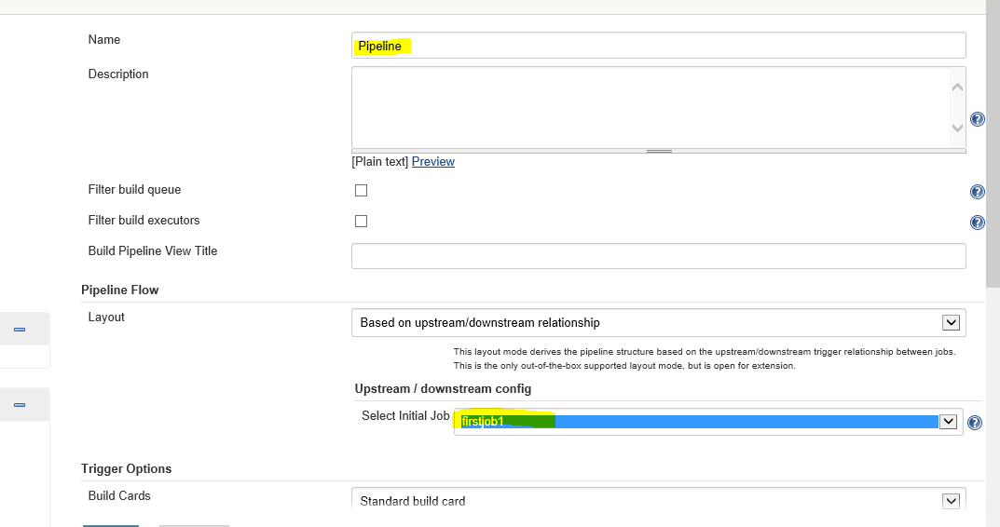 Name
Pipeline
Description
[Plain text] Preview
Filter build queue
Filter build executors
Build Pipeline View Title
Pipeline Flow
Layout
Based on upstream/downstream relationship
This layout mode derives the pipeline structure based on the upstream/downstream trigger relationship between jobs.
This is the only out-of-the-box supported layout mode, but is open for extension.
Upstream / downstream config
Select Initial Job
firstjob1
Trigger Options
Build Cards
Standard build card